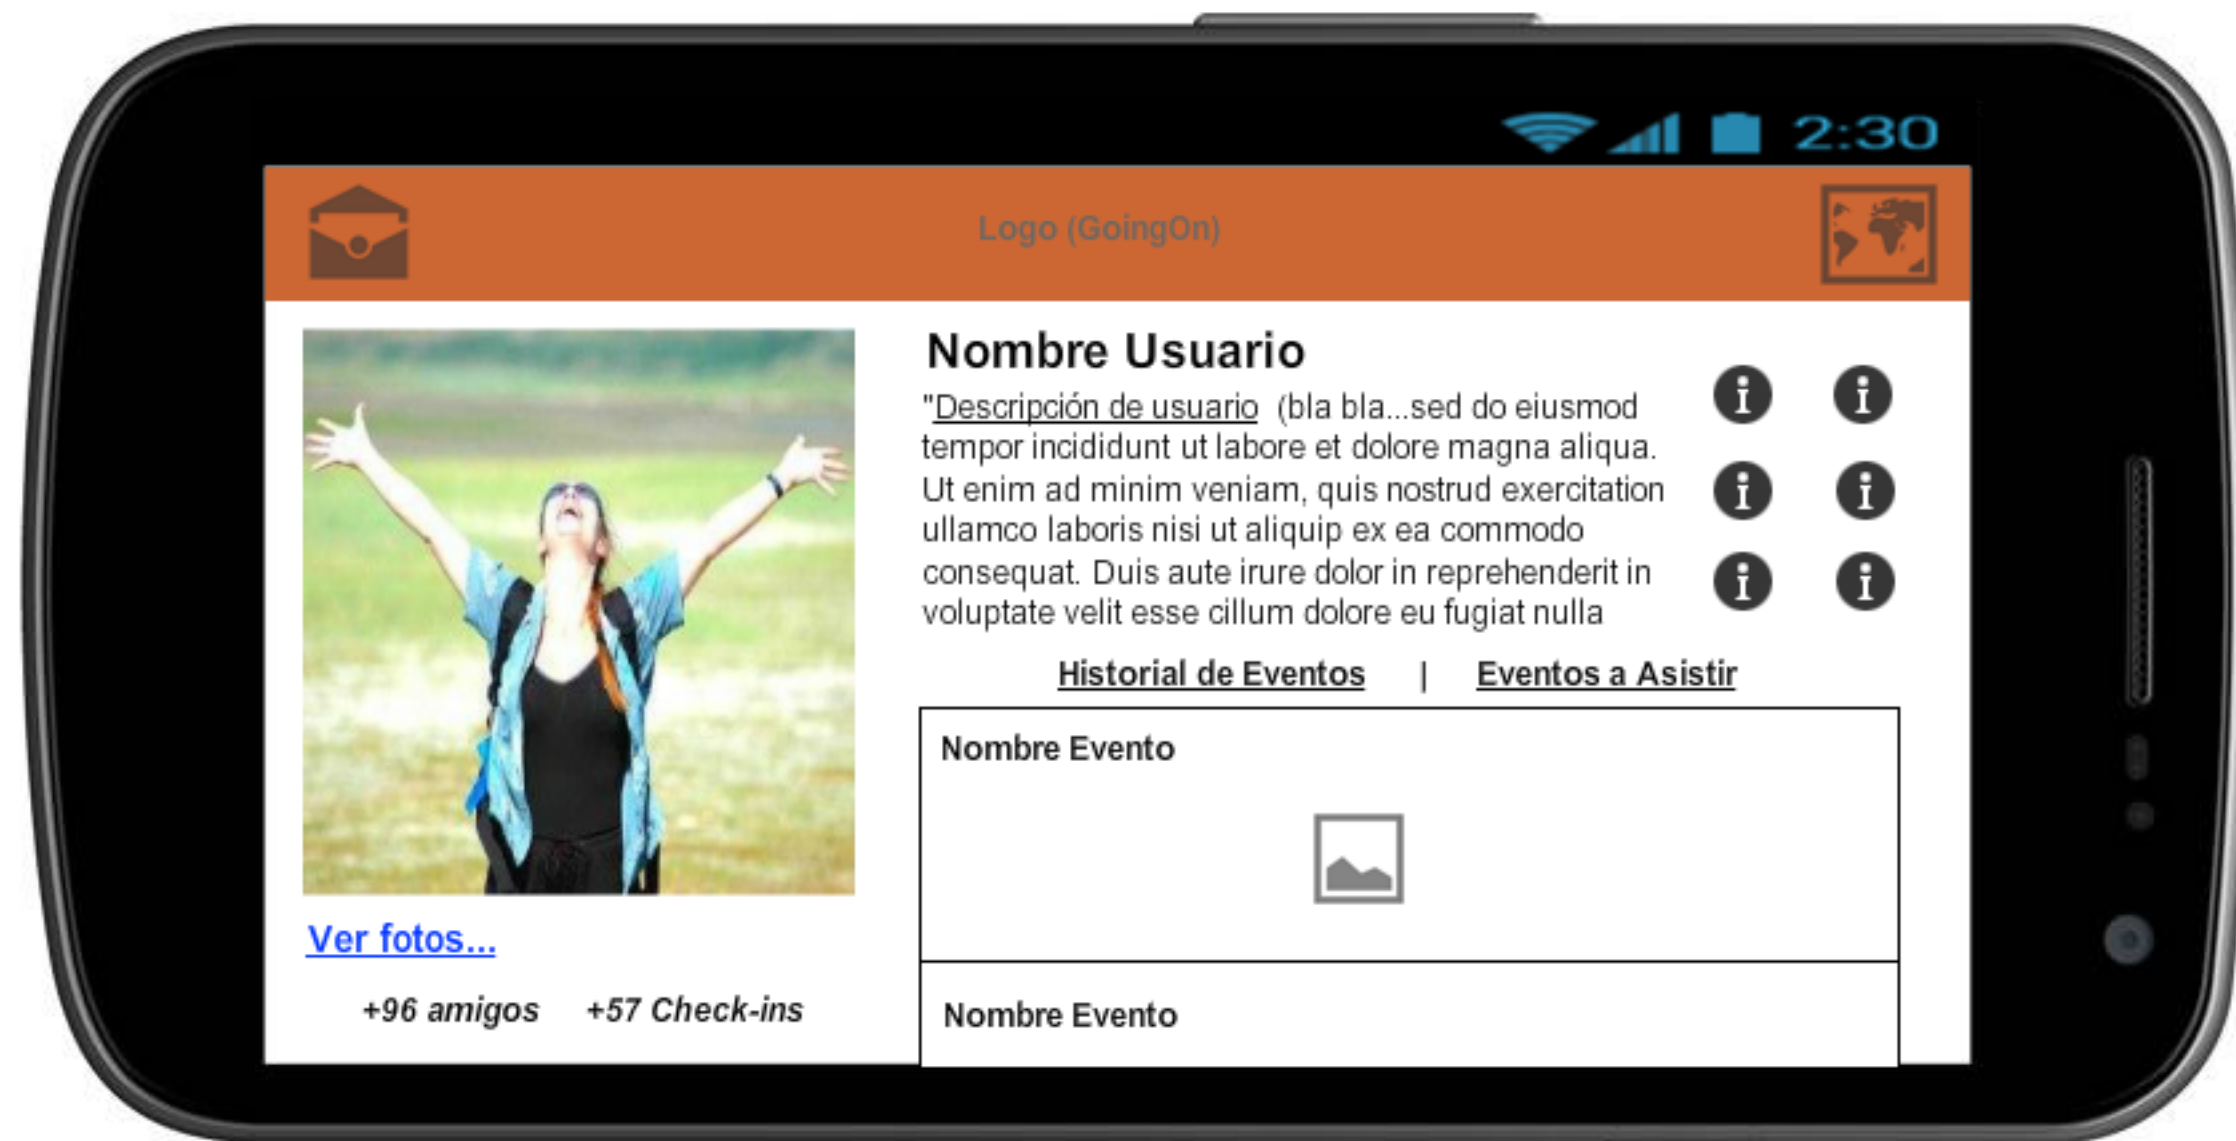 2:30
Logo (GoingOn)
Nombre Usuario
"Descripción de usuario (bla bla...sed do eiusmod
tempor incididunt ut labore et dolore magna aliqua.
Ut enim ad minim veniam, quis nostrud exercitation
ullamco laboris nisi ut aliquip ex ea commodo
consequat. Duis aute irure dolor in reprehenderit in
voluptate velit esse cillum dolore eu fugiat nulla
Historial de Eventos | Eventos a Asistir
Nombre Evento
Nombre Evento
Ver fotos...
+96 amigos +57 Check-ins